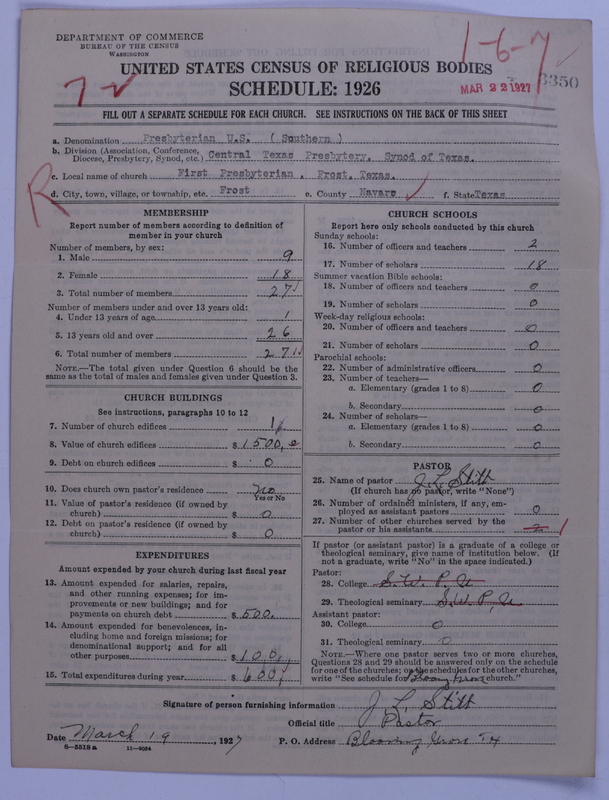 DEPARTMENT OF COMMERCE
BUREAU OF THE CENSUS
WASHINGTON
1-6-7
UNITED STATES CENSUS OF RELIGIOUS BODIES
SCHEDULE: 1926
MAR 22 1927
3350
FILL OUT A SEPARATE SCHEDULE FOR EACH CHURCH. SEE INSTRUCTIONS ON THE BACK OF THIS SHEET
a. Denomination Presbyterian U.S. ( Southern )
b. Division (Association, Conference, Diocese, Presbytery, Synod, etc.) Central Texas Presbytery. Synod of Texas.
c. Local name of church First Presbyterian . Frost. Texas.
R
d. City, town, village, or township, etc. Frost e. County Navaro f. State Texas
MEMBERSHIP
Report number of members according to definition of
member in your church
Number of members, by sex:
1. Male 9
2. Female 18
3. Total number of members 27
Number of members under and over 13 years old:
4. Under 13 years of age 1
5. 13 years old and over 26
6. Total number of members 27
NOTE.—The total given under Question 6 should be the
same as the total of males and females given under Question 3.
CHURCH BUILDINGS
See instructions, paragraphs 10 to 12
7. Number of church edifices 1
8. Value of church edifices $ 1500,
9. Debt on church edifices $ 0
10. Does church own pastor's residence no
Yes or No
11. Value of pastor's residence (if owned by
church) $ 0
12. Debt on pastor's residence (if owned by
church) $ 0
EXPENDITURES
Amount expended by your church during last fiscal year
13. Amount expended for salaries, repairs,
and other running expenses; for im-
provements or new buildings; and for
payments on church debt $ 500.
14. Amount expended for benevolences, in-
cluding home and foreign missions; for
denominational support; and for all
other purposes $ 100,
15. Total expenditures during year $ 600,
CHURCH SCHOOLS
Report here only schools conducted by this church
Sunday schools:
16. Number of officers and teachers 2
17. Number of scholars 18
Summer vacation Bible schools:
18. Number of officers and teachers 0
19. Number of scholars 0
Week-day religious schools:
20. Number of officers and teachers 0
21. Number of scholars 0
Parochial schools:
22. Number of administrative officers 0
23. Number of teachers—
a. Elementary (grades 1 to 8) 0
b. Secondary 0
24. Number of scholars—
a. Elementary (grades 1 to 8) 0
b. Secondary 0
PASTOR
25. Name of pastor J. L. Stitt
(If church has no pastor, write "None")
26. Number of ordained ministers, if any, em-
ployed as assistant pastors 0
27. Number of other churches served by the
pastor or his assistants 2 1
If pastor (or assistant pastor) is a graduate of a college or
theological seminary, give name of institution below. (If
not a graduate, write "No" in the space indicated.)
Pastor:
28. College S. W. P. U
29. Theological seminary S. W. P. U
Assistant pastor:
30. College 0
31. Theological seminary 0
NOTE.—Where one pastor serves two or more churches,
Questions 28 and 29 should be answered only on the schedule
for one of the churches; on the schedules for the other churches,
write "See schedule for Bloomg Grove church."
Signature of person furnishing information J. L. Stitt
Official title Pastor
Date March 19, 1927 P. O. Address Blooming Grove TX
8-5518 a 11-9034